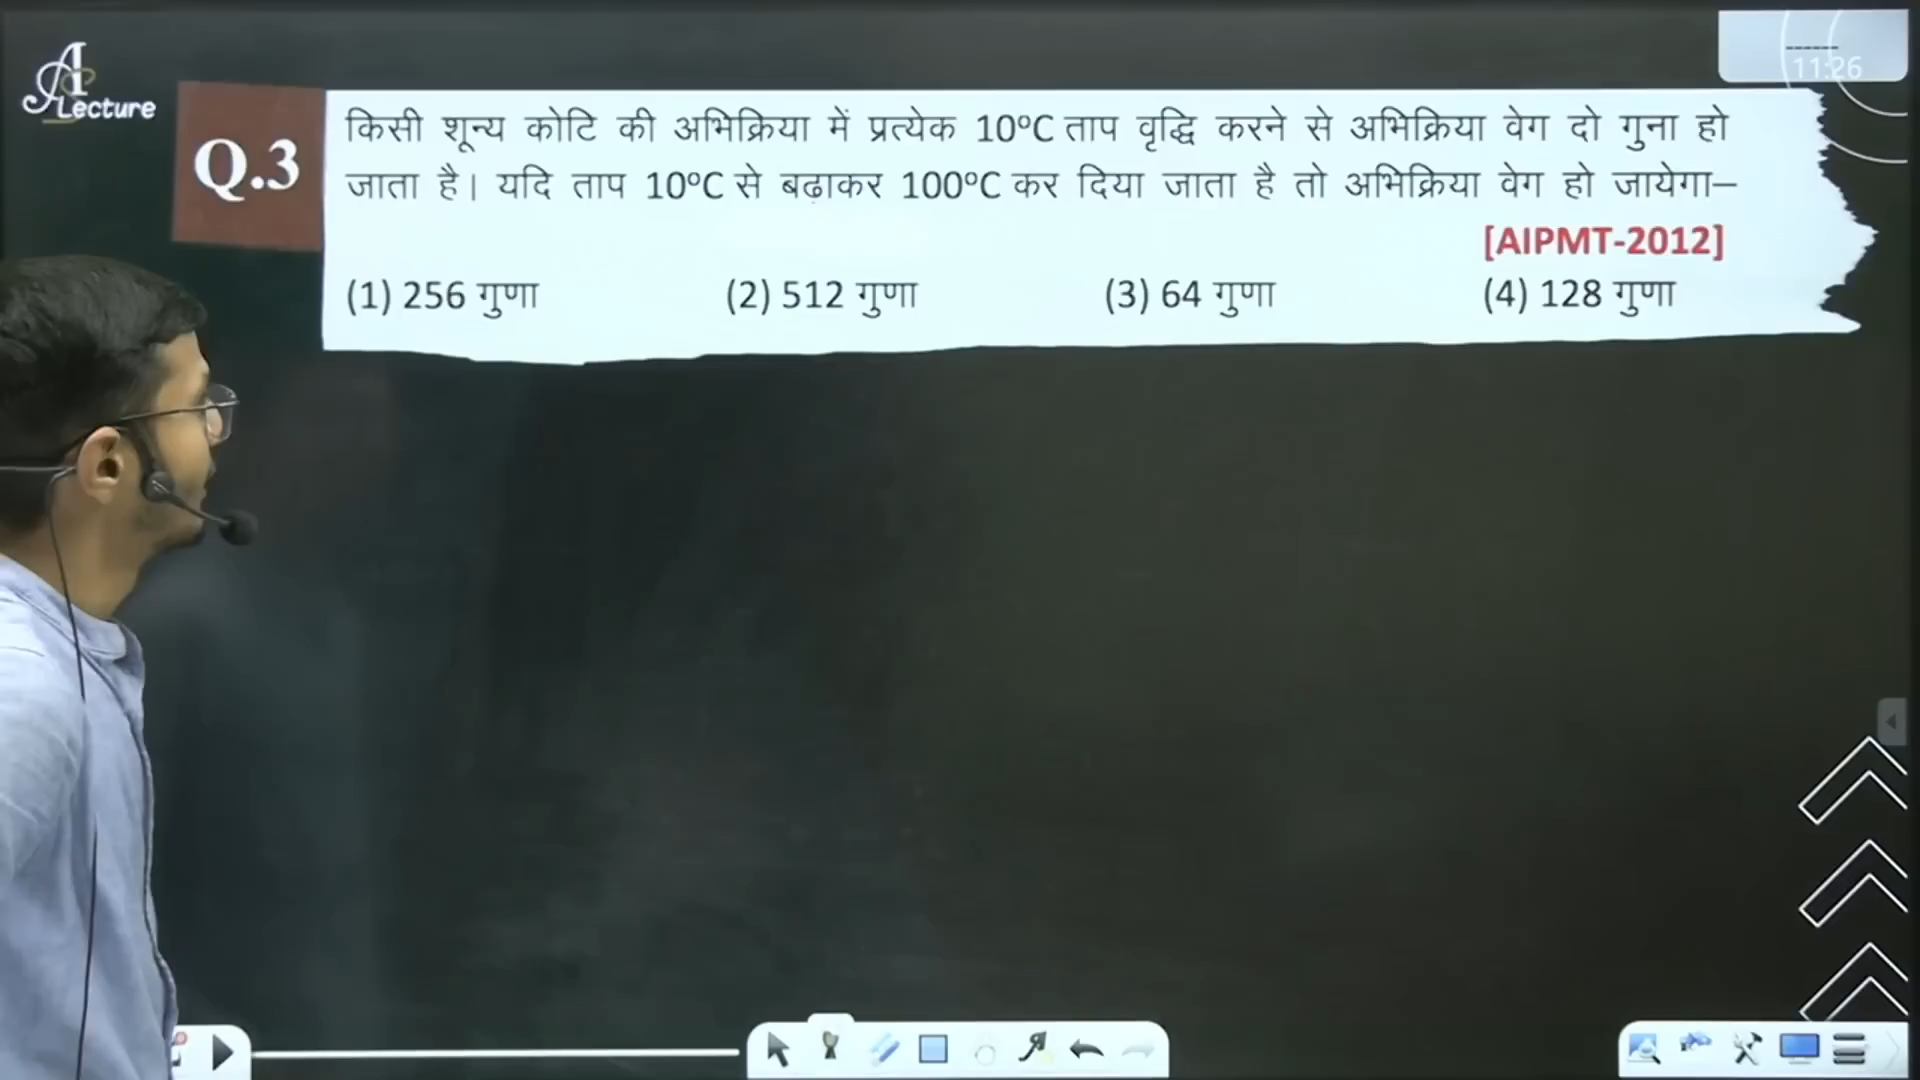 A
Lecture
11:26
Q.3
किसी शून्य कोटि की अभिक्रिया में प्रत्येक 10°C ताप वृद्धि करने से अभिक्रिया वेग दो गुना हो
जाता है। यदि ताप 10°C से बढाकर 100°C कर दिया जाता है तो अभिक्रिया वेग हो जायेगा–
[AIPMT-2012]
(1) 256 गुणा (2) 512 गुणा (3) 64 गुणा (4) 128 गुणा